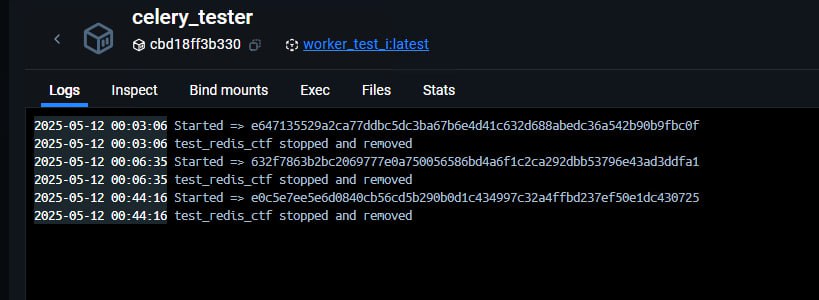 celery_tester
cbd18ff3b330 worker_test_i:latest
Logs Inspect Bind mounts Exec Files Stats
2025-05-12 00:03:06 Started => e647135529a2ca77ddbc5dc3ba67b6e4d41c632d688abedc36a542b90b9fbc0f
2025-05-12 00:03:06 test_redis_ctf stopped and removed
2025-05-12 00:06:35 Started => 632f7863b2bc2069777e0a750056586bd4a6f1c2ca292dbb53796e43ad3ddfa1
2025-05-12 00:06:35 test_redis_ctf stopped and removed
2025-05-12 00:44:16 Started => e0c5e7ee5e6d0840cb56cd5b290b0d1c434997c32a4ffbd237ef50e1dc430725
2025-05-12 00:44:16 test_redis_ctf stopped and removed